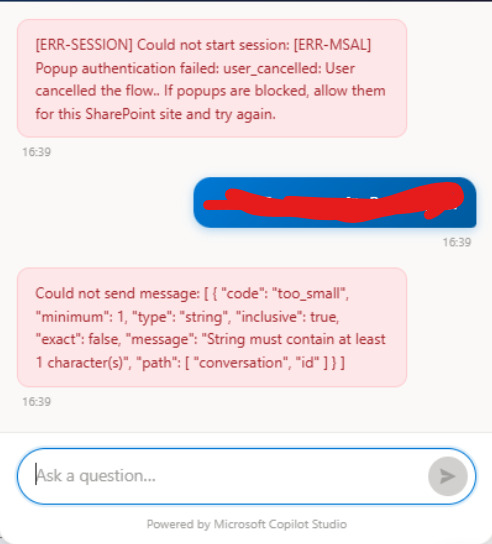 [ERR-SESSION] Could not start session: [ERR-MSAL]
Popup authentication failed: user_cancelled: User
cancelled the flow.. If popups are blocked, allow them
for this SharePoint site and try again.
16:39
16:39
Could not send message: [ { "code": "too_small",
"minimum": 1, "type": "string", "inclusive": true,
"exact": false, "message": "String must contain at least
1 character(s)", "path": [ "conversation", "id" ] } ]
16:39
Ask a question...
Powered by Microsoft Copilot Studio